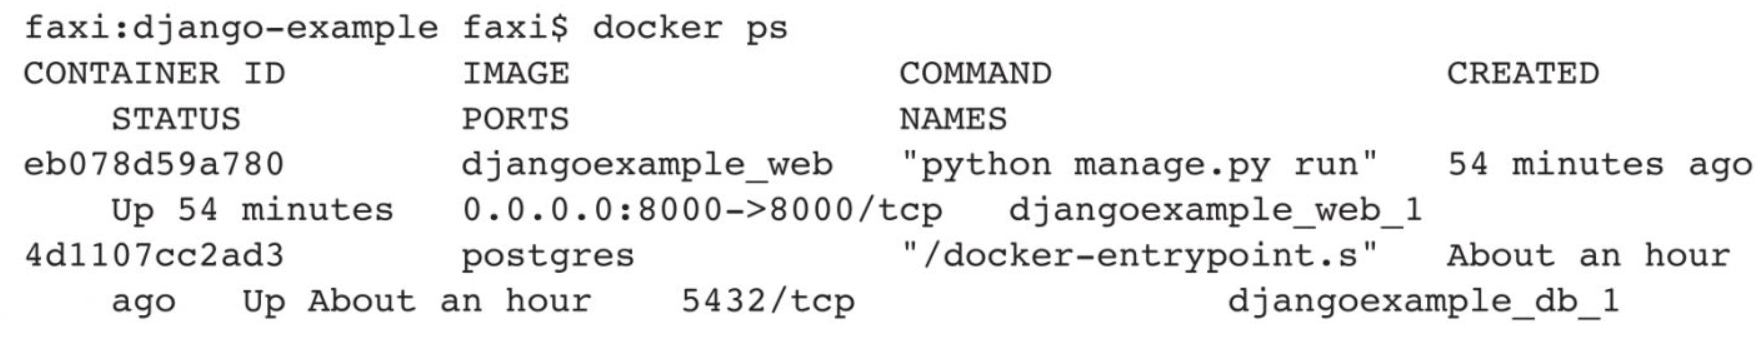 faxi:django-example faxi$ docker ps
CONTAINER ID        IMAGE               COMMAND                  CREATED
    STATUS          PORTS               NAMES
eb078d59a780        djangoexample_web   "python manage.py run"   54 minutes ago
    Up 54 minutes   0.0.0.0:8000->8000/tcp   djangoexample_web_1
4d1107cc2ad3        postgres            "/docker-entrypoint.s"   About an hour
    ago   Up About an hour    5432/tcp                 djangoexample_db_1